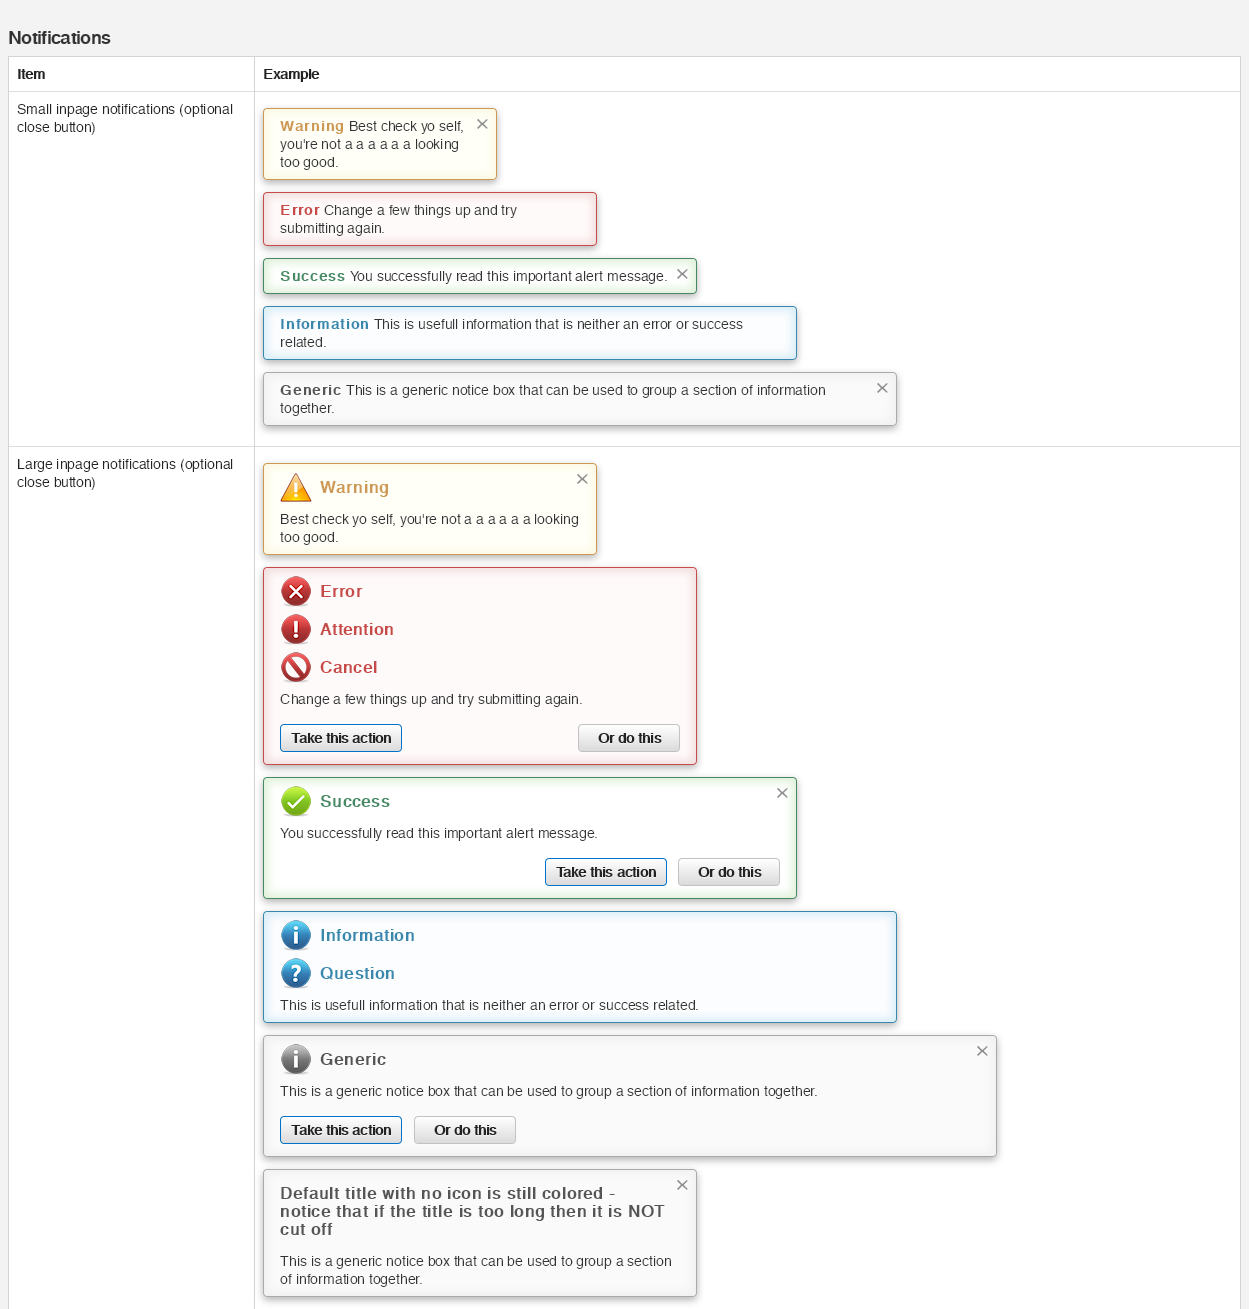 Notifications
Item
Example
Small inpage notifications (optional
close button)
Warning Best check yo self,
you're not a a a a a a looking
too good.
Error Change a few things up and try
submitting again.
Success You successfully read this important alert message.
Information This is usefull information that is neither an error or success
related.
Generic This is a generic notice box that can be used to group a section of information
together.
Large inpage notifications (optional
close button)
Warning
Best check yo self, you're not a a a a a a looking
too good.
Error
Attention
Cancel
Change a few things up and try submitting again.
Take this action
Or do this
Success
You successfully read this important alert message.
Take this action
Or do this
Information
Question
This is usefull information that is neither an error or success related.
Generic
This is a generic notice box that can be used to group a section of information together.
Take this action
Or do this
Default title with no icon is still colored -
notice that if the title is too long then it is NOT
cut off
This is a generic notice box that can be used to group a section
of information together.